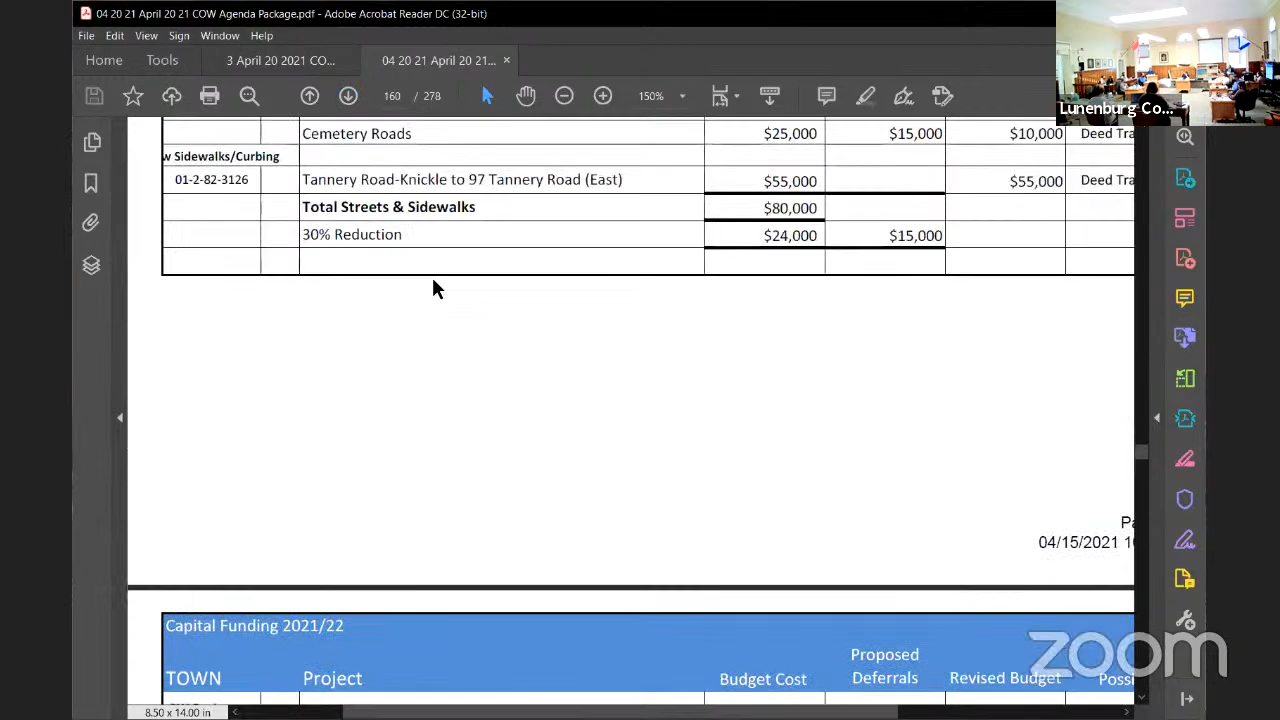 04 20 21 April 20 21 COW Agenda Package.pdf - Adobe Acrobat Reader DC (32-bit)
File Edit View Sign Window Help
Home Tools 3 April 20 2021 CO... 04 20 21 April 20 21... ×
160 / 278 150%
Lunenburg Co...
Cemetery Roads $25,000 $15,000 $10,000 Deed Tra
w Sidewalks/Curbing
01-2-82-3126 Tannery Road-Knickle to 97 Tannery Road (East) $55,000 $55,000 Deed Tra
Total Streets & Sidewalks $80,000
30% Reduction $24,000 $15,000
Pa
04/15/2021 10
Capital Funding 2021/22
TOWN Project Budget Cost Proposed Deferrals Revised Budget Possi
zoom
8.50 x 14.00 in